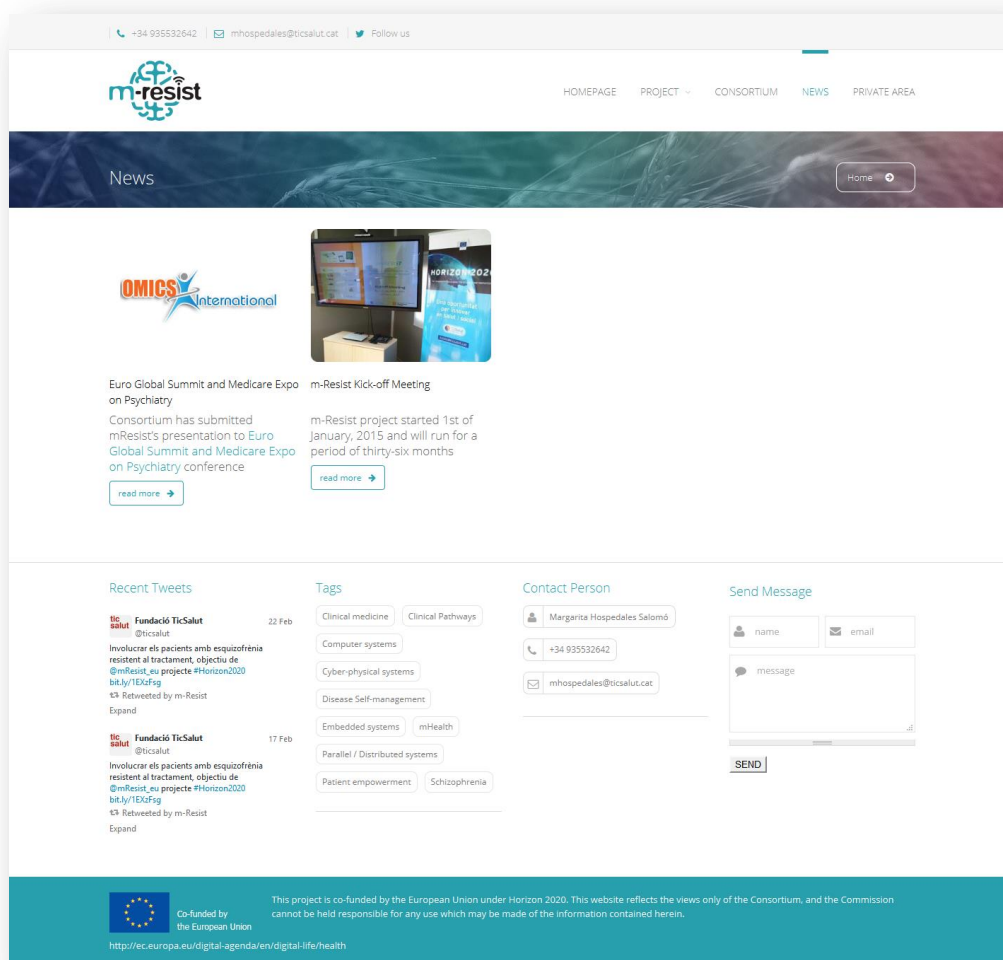 +34 935532642
mhospedales@ticsalut.cat
Follow us
m-resist
HOMEPAGE
PROJECT
CONSORTIUM
NEWS
PRIVATE AREA
News
Home
OMICS International
HORIZON 2020
Euro Global Summit and Medicare Expo
on Psychiatry
Consortium has submitted
mResist's presentation to Euro
Global Summit and Medicare Expo
on Psychiatry conference
read more
m-Resist Kick-off Meeting
m-Resist project started 1st of
January, 2015 and will run for a
period of thirty-six months
read more
Recent Tweets
tic salut
Fundació TicSalut
22 Feb
@ticsalut
Involucrar els pacients amb esquizofrènia
resistent al tractament, objectiu de
@mResist_eu projecte #Horizon2020
bit.ly/1EXzFsg
Retweeted by m-Resist
Expand
tic salut
Fundació TicSalut
17 Feb
@ticsalut
Involucrar els pacients amb esquizofrènia
resistent al tractament, objectiu de
@mResist_eu projecte #Horizon2020
bit.ly/1EXzFsg
Retweeted by m-Resist
Expand
Tags
Clinical medicine
Clinical Pathways
Computer systems
Cyber-physical systems
Disease Self-management
Embedded systems
mHealth
Parallel / Distributed systems
Patient empowerment
Schizophrenia
Contact Person
Margarita Hospedales Salomó
+34 935532642
mhospedales@ticsalut.cat
Send Message
name
email
message
SEND
Co-funded by
the European Union
This project is co-funded by the European Union under Horizon 2020. This website reflects the views only of the Consortium, and the Commission
cannot be held responsible for any use which may be made of the information contained herein.
http://ec.europa.eu/digital-agenda/en/digital-life/health